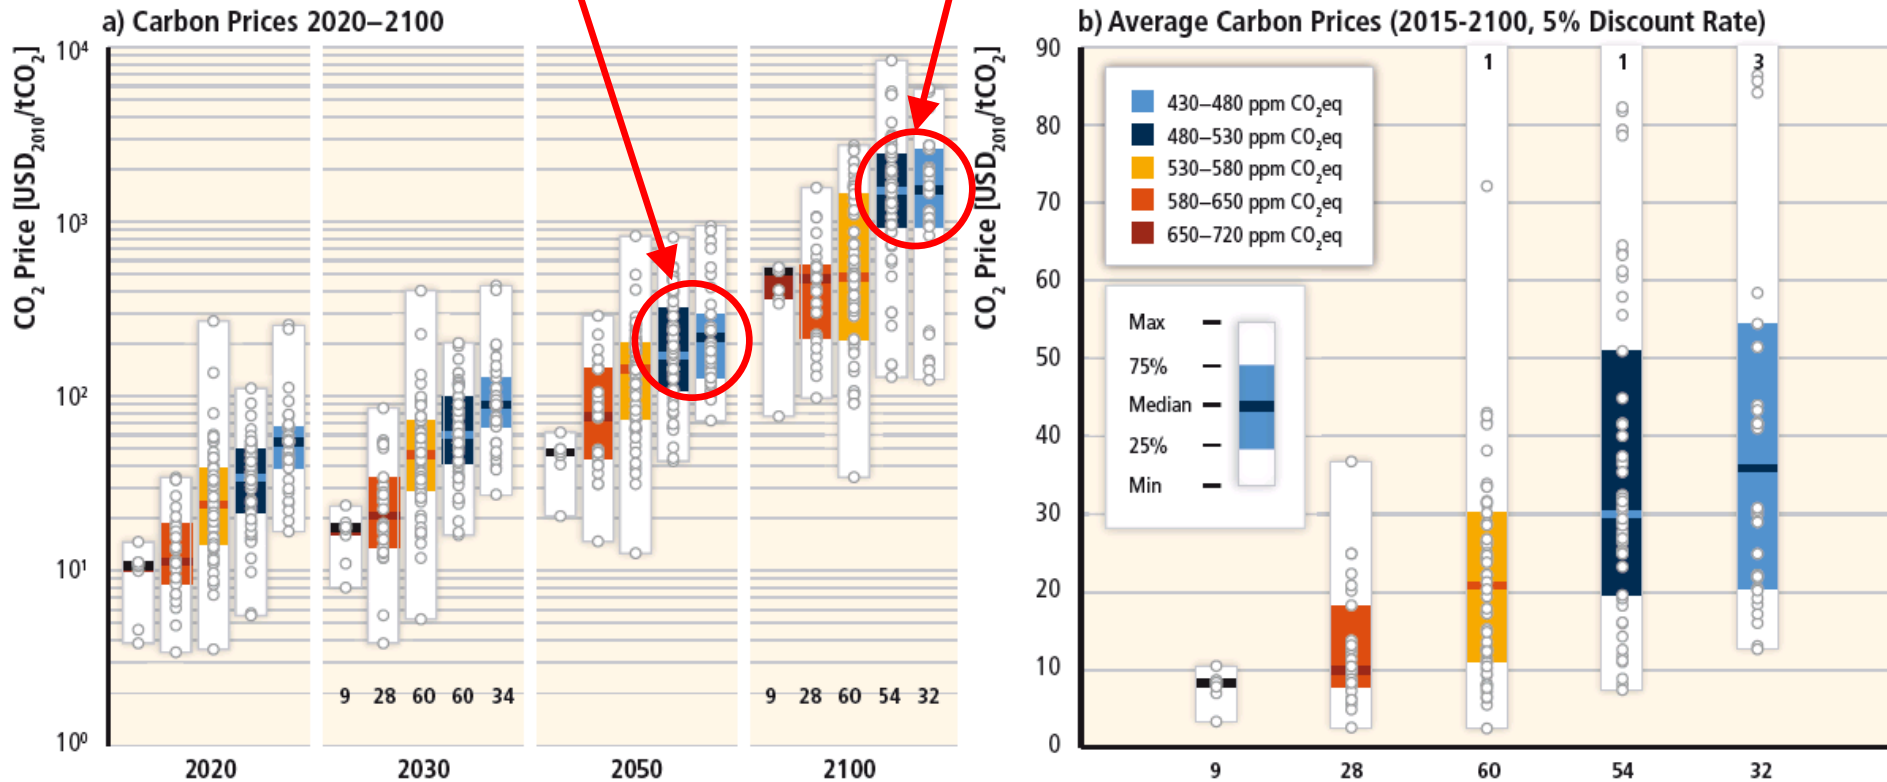 a) Carbon Prices 2020–2100
CO₂ Price [USD₂₀₁₀/tCO₂]
10⁴
10³
10²
10¹
10⁰
9 28 60 60 34
9 28 60 54 32
2020 2030 2050 2100
b) Average Carbon Prices (2015-2100, 5% Discount Rate)
CO₂ Price [USD₂₀₁₀/tCO₂]
90
80
70
60
50
40
30
20
10
0
1 1 3
430–480 ppm CO₂eq
480–530 ppm CO₂eq
530–580 ppm CO₂eq
580–650 ppm CO₂eq
650–720 ppm CO₂eq
Max
75%
Median
25%
Min
9 28 60 54 32